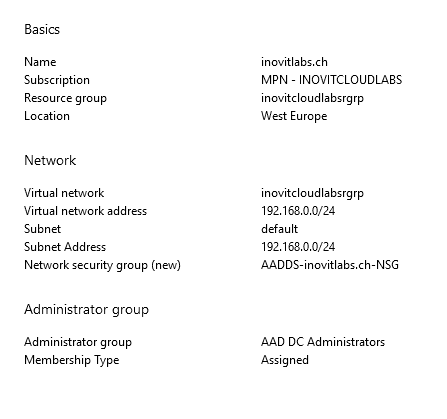 Basics
Name inovitlabs.ch
Subscription MPN - INOVITCLOUDLABS
Resource group inovitcloudlabsrgrp
Location West Europe
Network
Virtual network inovitcloudlabsrgrp
Virtual network address 192.168.0.0/24
Subnet default
Subnet Address 192.168.0.0/24
Network security group (new) AADDS-inovitlabs.ch-NSG
Administrator group
Administrator group AAD DC Administrators
Membership Type Assigned